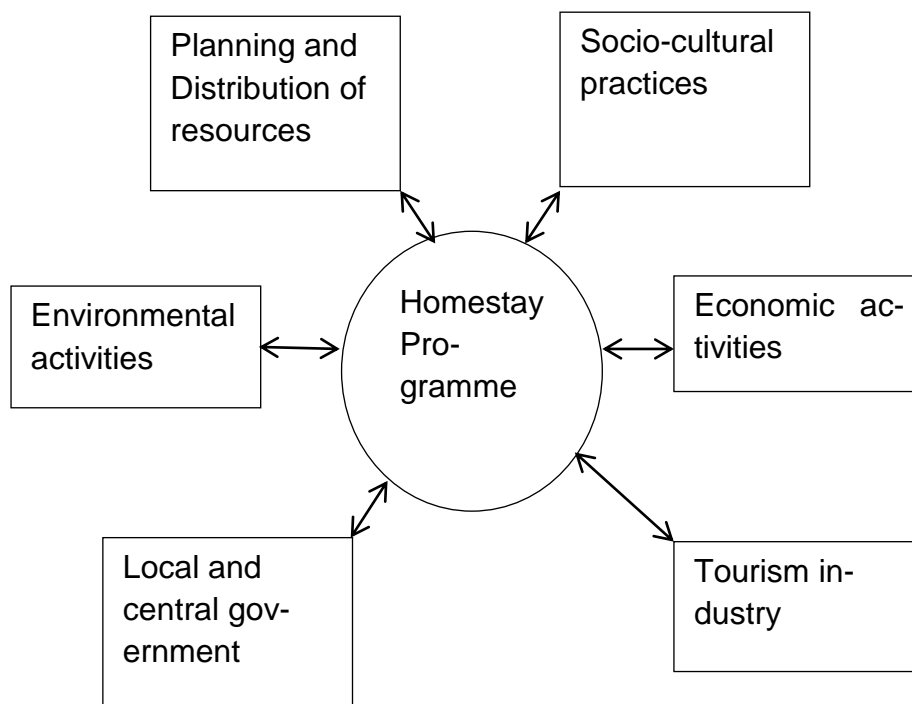 Planning and
Distribution of
resources
Socio-cultural
practices
Homestay
Pro-
gramme
Environmental
activities
Economic ac-
tivities
Local and
central gov-
ernment
Tourism in-
dustry